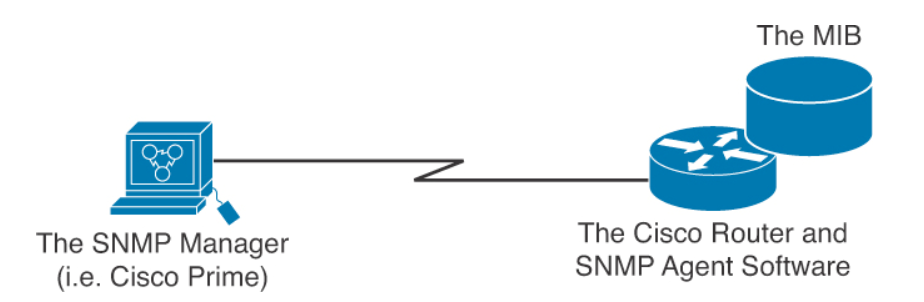 The MIB
The SNMP Manager
(i.e. Cisco Prime)
The Cisco Router and
SNMP Agent Software